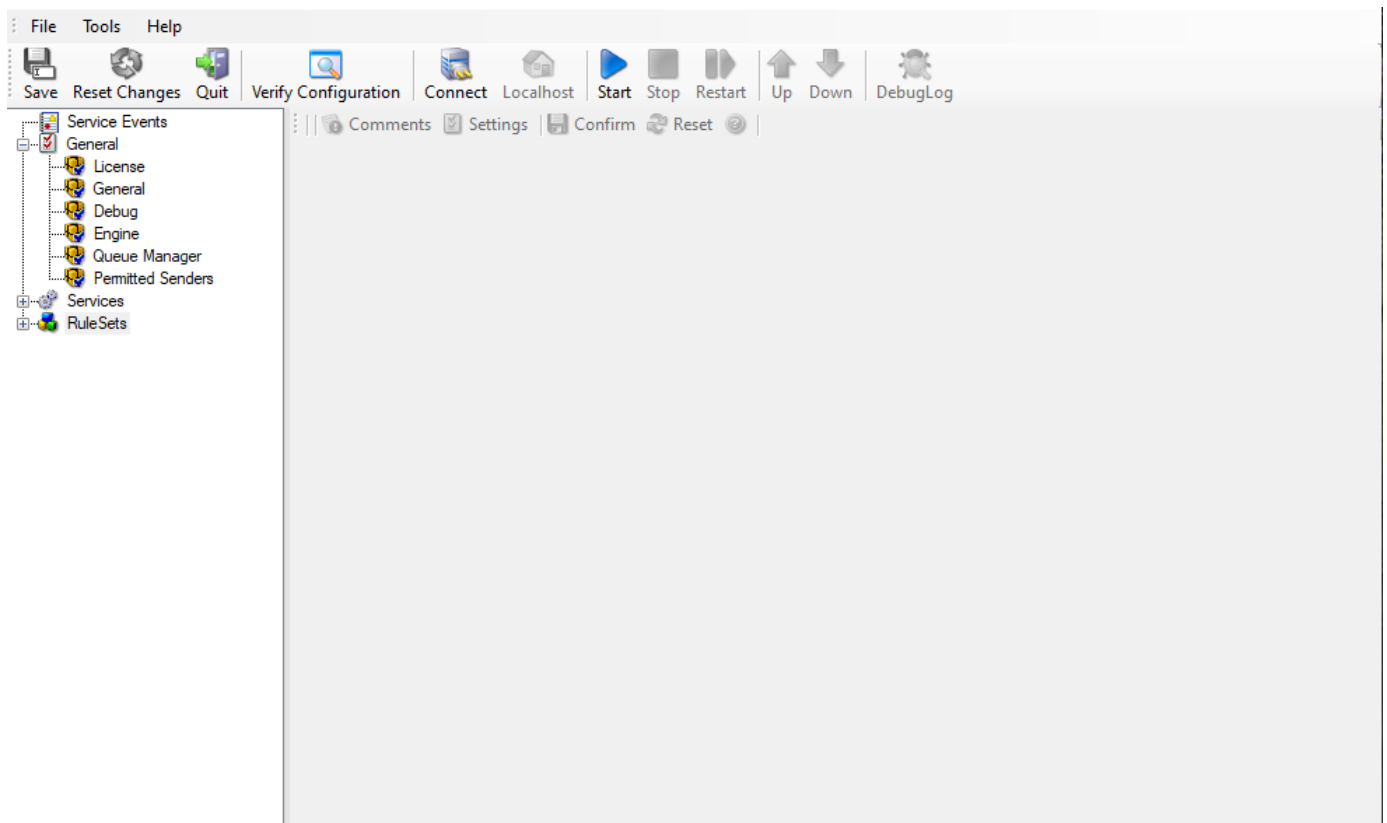 File Tools Help
Save Reset Changes Quit Verify Configuration Connect Localhost Start Stop Restart Up Down DebugLog
Service Events
Comments Settings Confirm Reset
General
License
General
Debug
Engine
Queue Manager
Permitted Senders
Services
RuleSets